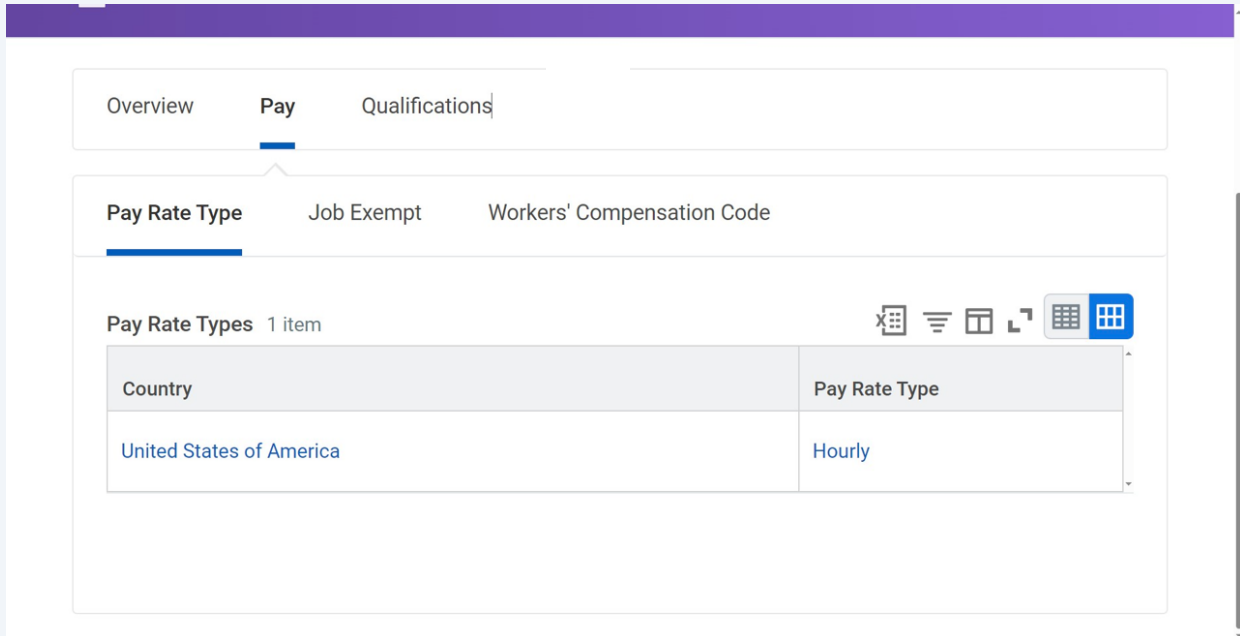 Overview Pay Qualifications
Pay Rate Type Job Exempt Workers' Compensation Code
Pay Rate Types 1 item
Country Pay Rate Type
United States of America Hourly